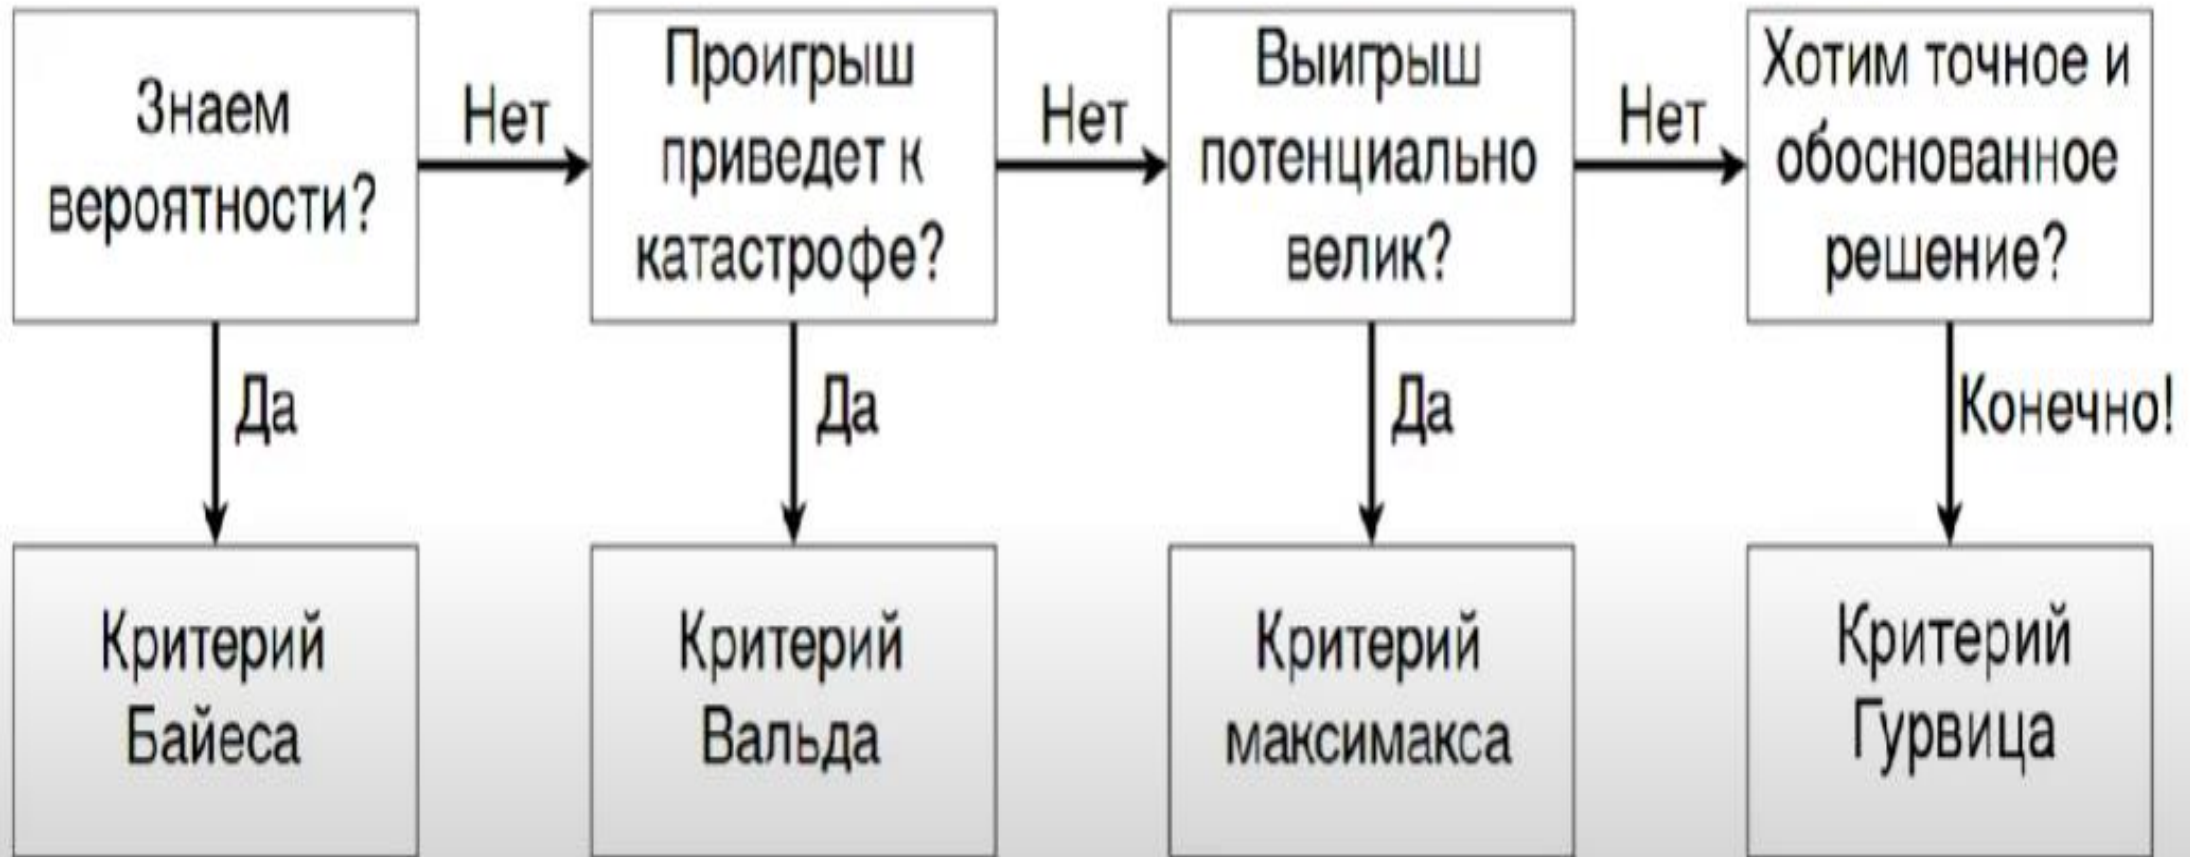 Знаем
вероятности?
Нет
Проигрыш
приведет к
катастрофе?
Нет
Выигрыш
потенциально
велик?
Нет
Хотим точное и
обоснованное
решение?
Да
Да
Да
Конечно!
Критерий
Байеса
Критерий
Вальда
Критерий
максимакса
Критерий
Гурвица